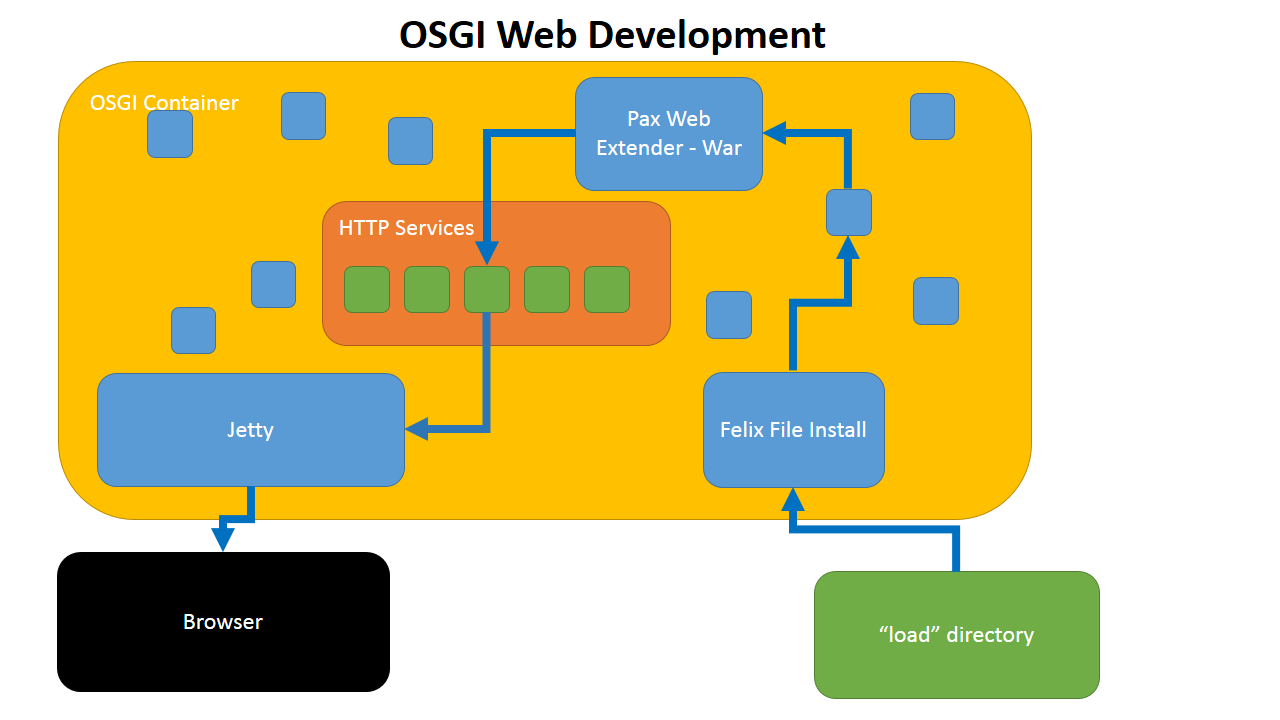 OSGI Web Development
OSGI Container
Pax Web
Extender - War
HTTP Services
Jetty
Felix File Install
Browser
“load” directory